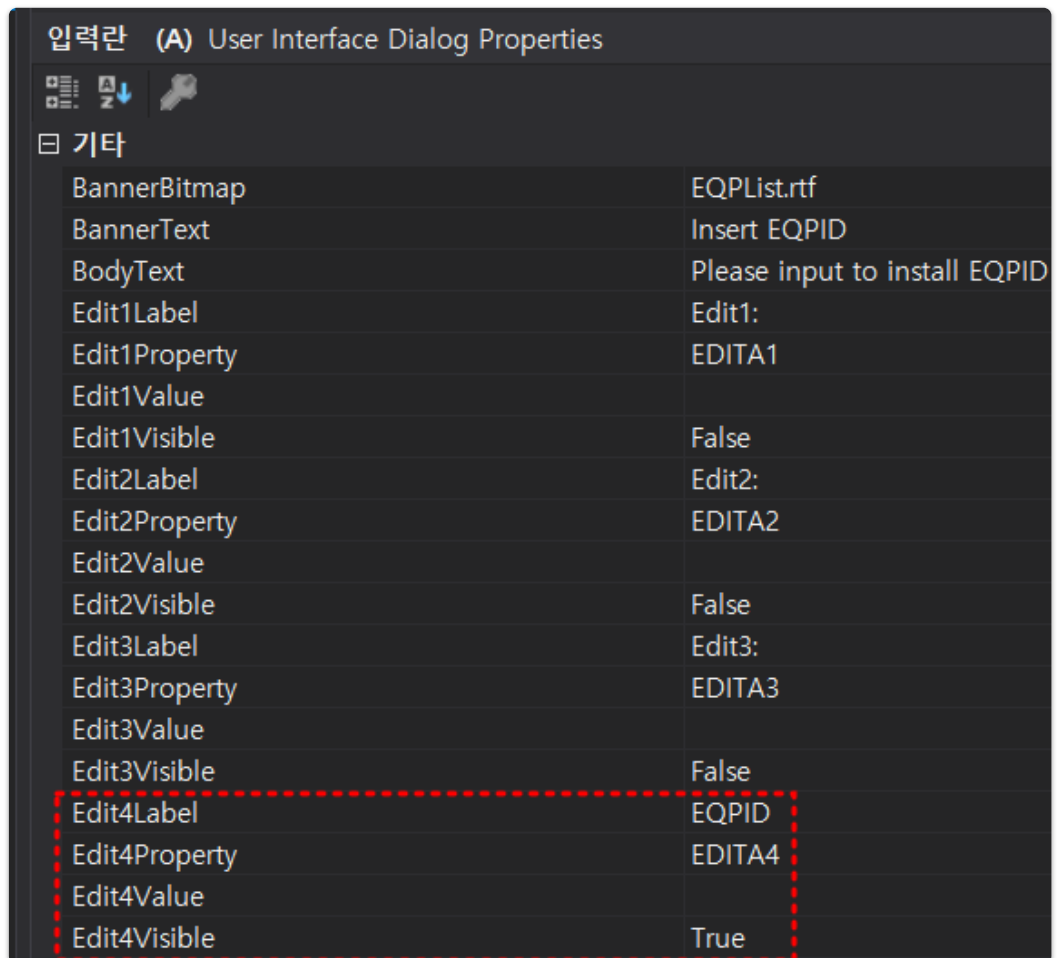 입력란 (A) User Interface Dialog Properties
기타
BannerBitmap EQPList.rtf
BannerText Insert EQPID
BodyText Please input to install EQPID
Edit1Label Edit1:
Edit1Property EDITA1
Edit1Value
Edit1Visible False
Edit2Label Edit2:
Edit2Property EDITA2
Edit2Value
Edit2Visible False
Edit3Label Edit3:
Edit3Property EDITA3
Edit3Value
Edit3Visible False
Edit4Label EQPID
Edit4Property EDITA4
Edit4Value
Edit4Visible True